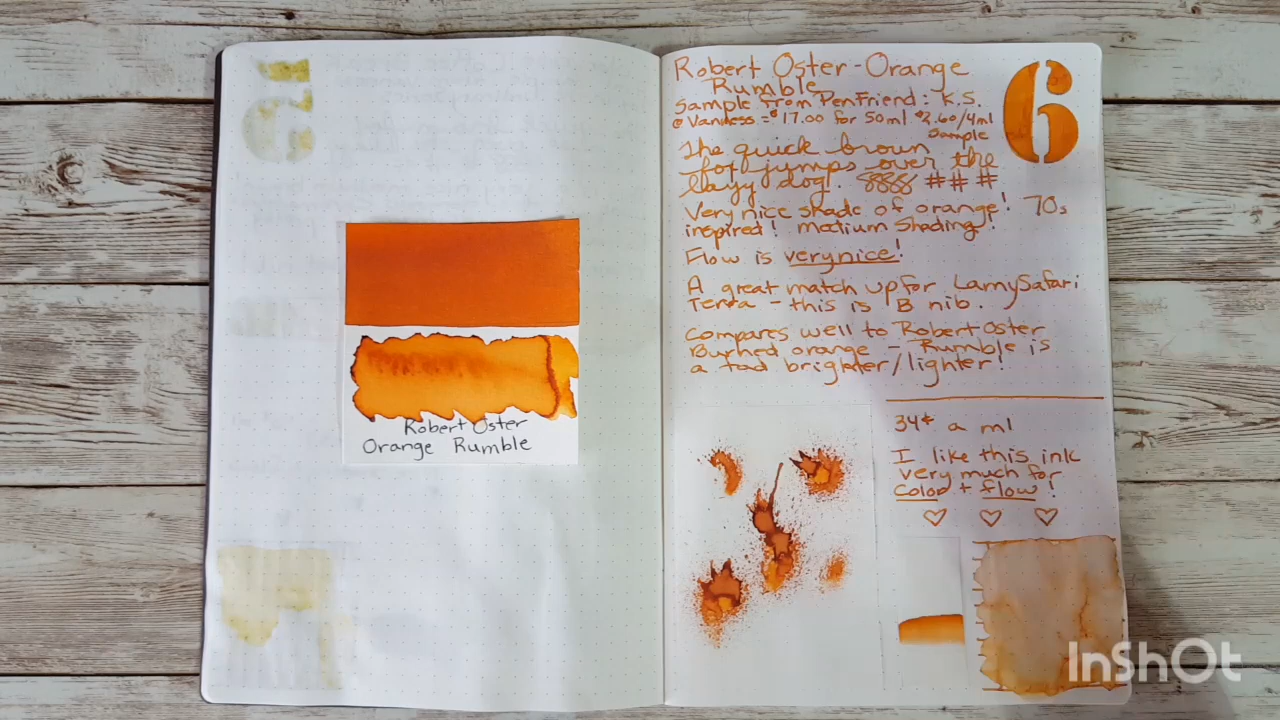 Robert Oster
Orange Rumble
Robert Oster - Orange
Rumble
6
Sample from PenFriend: K.S.
@ Vanness = $17.00 for 50ml $2.60/4ml
Sample
The quick brown
fox jumps over the
lazy dog! 8888 # # #
Very nice shade of orange! 70s
inspired! medium shading!
Flow is very nice!
A great match up for Lamy Safari
Terra - this is B nib.
Compares well to Robert Oster
Burned orange - Rumble is
a tad brighter/lighter!
34¢ a ml
I like this ink
very much for
color + flow!
InShOt